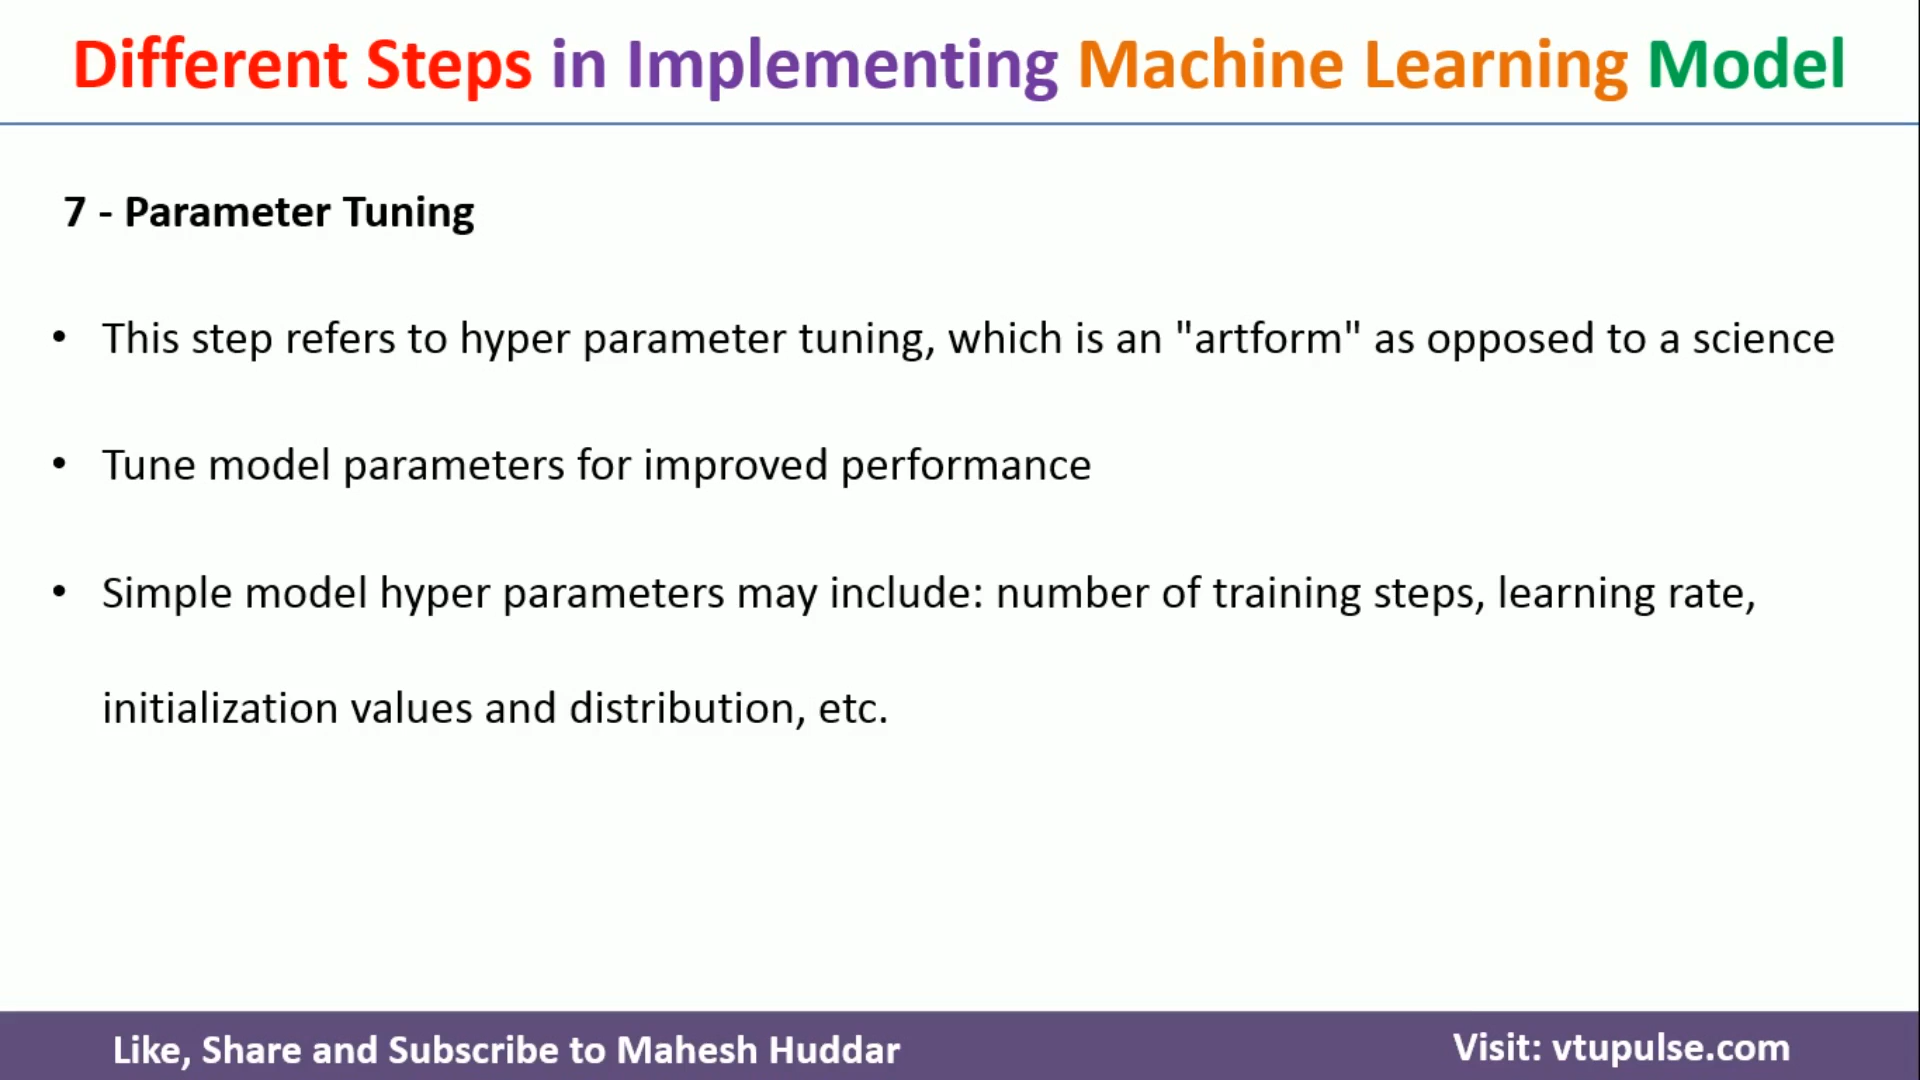 Different Steps in Implementing Machine Learning Model
7 - Parameter Tuning
• This step refers to hyper parameter tuning, which is an "artform" as opposed to a science
• Tune model parameters for improved performance
• Simple model hyper parameters may include: number of training steps, learning rate,
initialization values and distribution, etc.
Like, Share and Subscribe to Mahesh Huddar
Visit: vtupulse.com